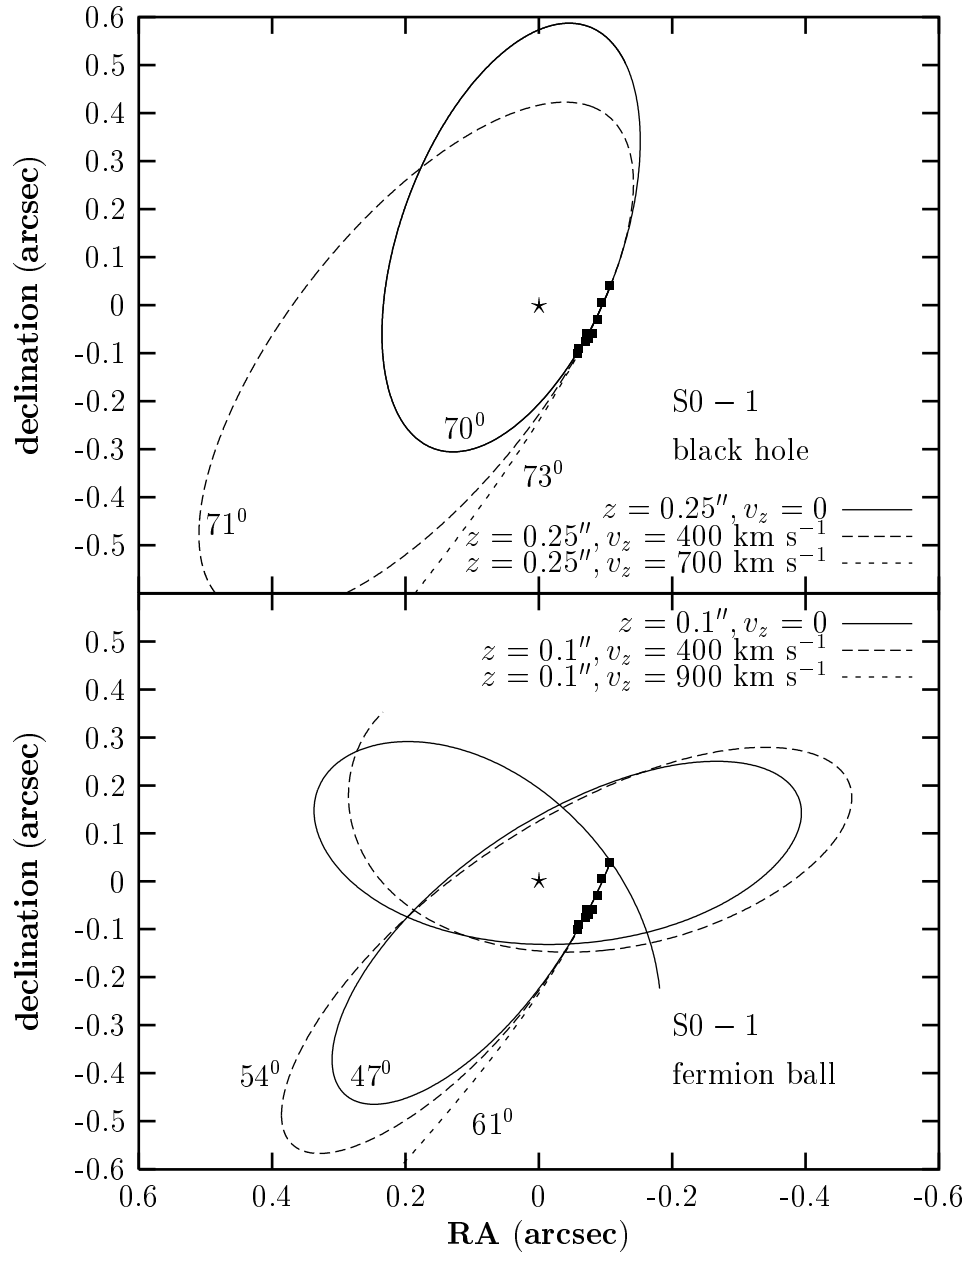 0.6
0.5
0.4
0.3
0.2
0.1
0
-0.1
-0.2
-0.3
-0.4
-0.5
declination (arcsec)
70⁰
73⁰
71⁰
S0 – 1
black hole
z = 0.25″, v_z = 0
z = 0.25″, v_z = 400 km s⁻¹
z = 0.25″, v_z = 700 km s⁻¹
z = 0.1″, v_z = 0
z = 0.1″, v_z = 400 km s⁻¹
z = 0.1″, v_z = 900 km s⁻¹
0.5
0.4
0.3
0.2
0.1
0
-0.1
-0.2
-0.3
-0.4
-0.5
-0.6
declination (arcsec)
54⁰
47⁰
61⁰
S0 – 1
fermion ball
0.6 0.4 0.2 0 -0.2 -0.4 -0.6
RA (arcsec)